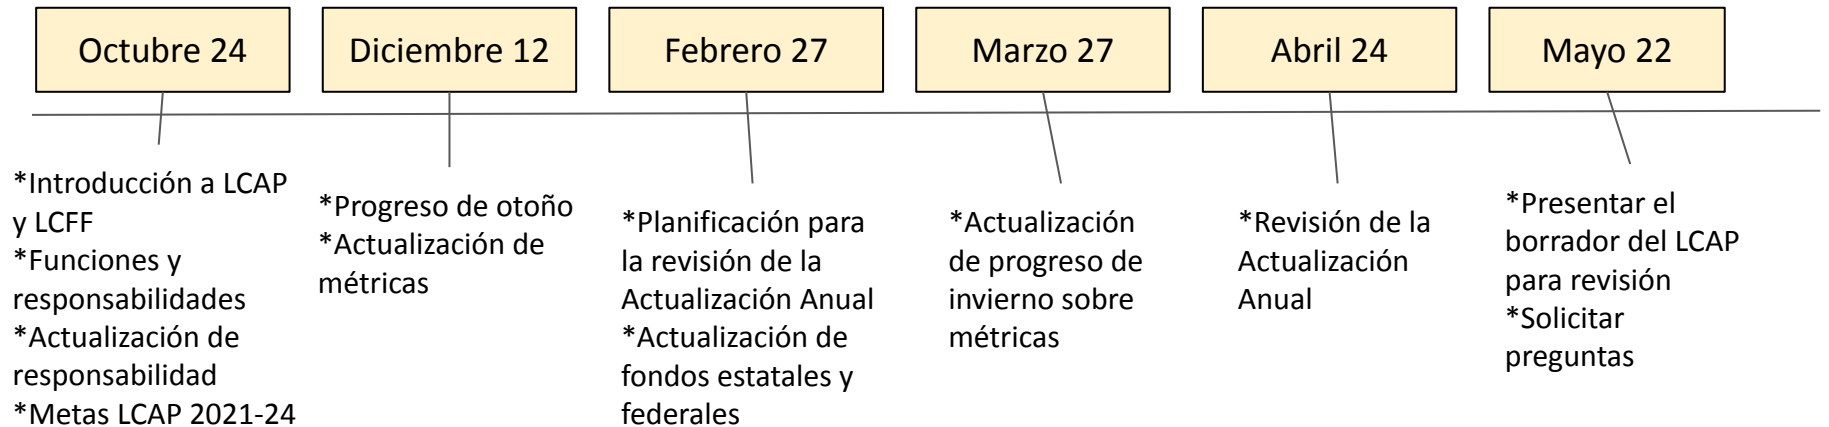 Octubre 24
*Introducción a LCAP
y LCFF
*Funciones y
responsabilidades
*Actualización de
responsabilidad
*Metas LCAP 2021-24
Diciembre 12
*Progreso de otoño
*Actualización de
métricas
Febrero 27
*Planificación para
la revisión de la
Actualización Anual
*Actualización de
fondos estatales y
federales
Marzo 27
*Actualización
de progreso de
invierno sobre
métricas
Abril 24
*Revisión de la
Actualización
Anual
Mayo 22
*Presentar el
borrador del LCAP
para revisión
*Solicitar
preguntas